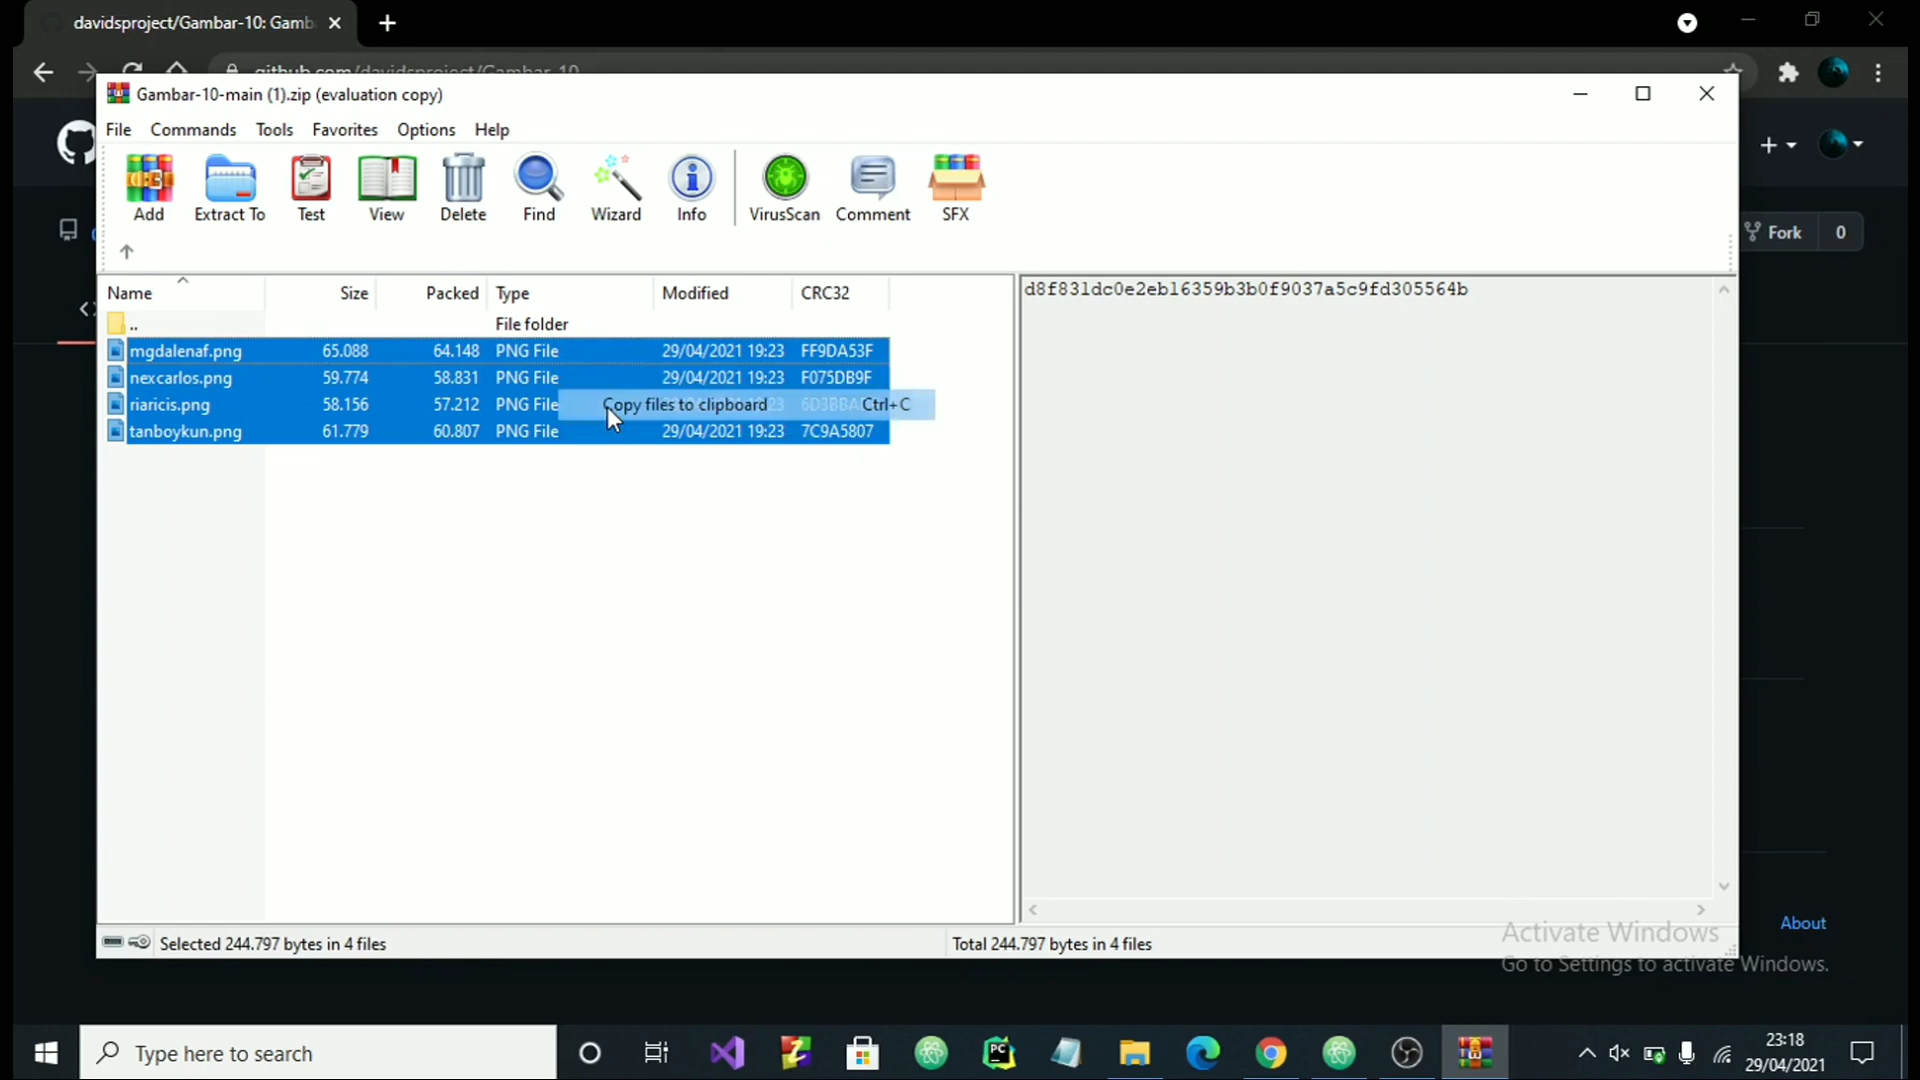 davidsproject/Gambar-10: Gamb
github.com/davidsproject/Gambar-10
Gambar-10-main (1).zip (evaluation copy)
File Commands Tools Favorites Options Help
Add Extract To Test View Delete Find Wizard Info VirusScan Comment SFX
Fork 0
Name Size Packed Type Modified CRC32
.. File folder
mgdalenaf.png 65.088 64.148 PNG File 29/04/2021 19:23 FF9DA53F
nexcarlos.png 59.774 58.831 PNG File 29/04/2021 19:23 F075DB9F
riaricis.png 58.156 57.212 PNG File
Copy files to clipboard Ctrl+C
tanboykun.png 61.779 60.807 PNG File 29/04/2021 19:23 7C9A5807
d8f831dc0e2eb16359b3b0f9037a5c9fd305564b
Selected 244.797 bytes in 4 files
Total 244.797 bytes in 4 files
About
Activate Windows
Go to Settings to activate Windows.
Type here to search
PC
23:18
29/04/2021